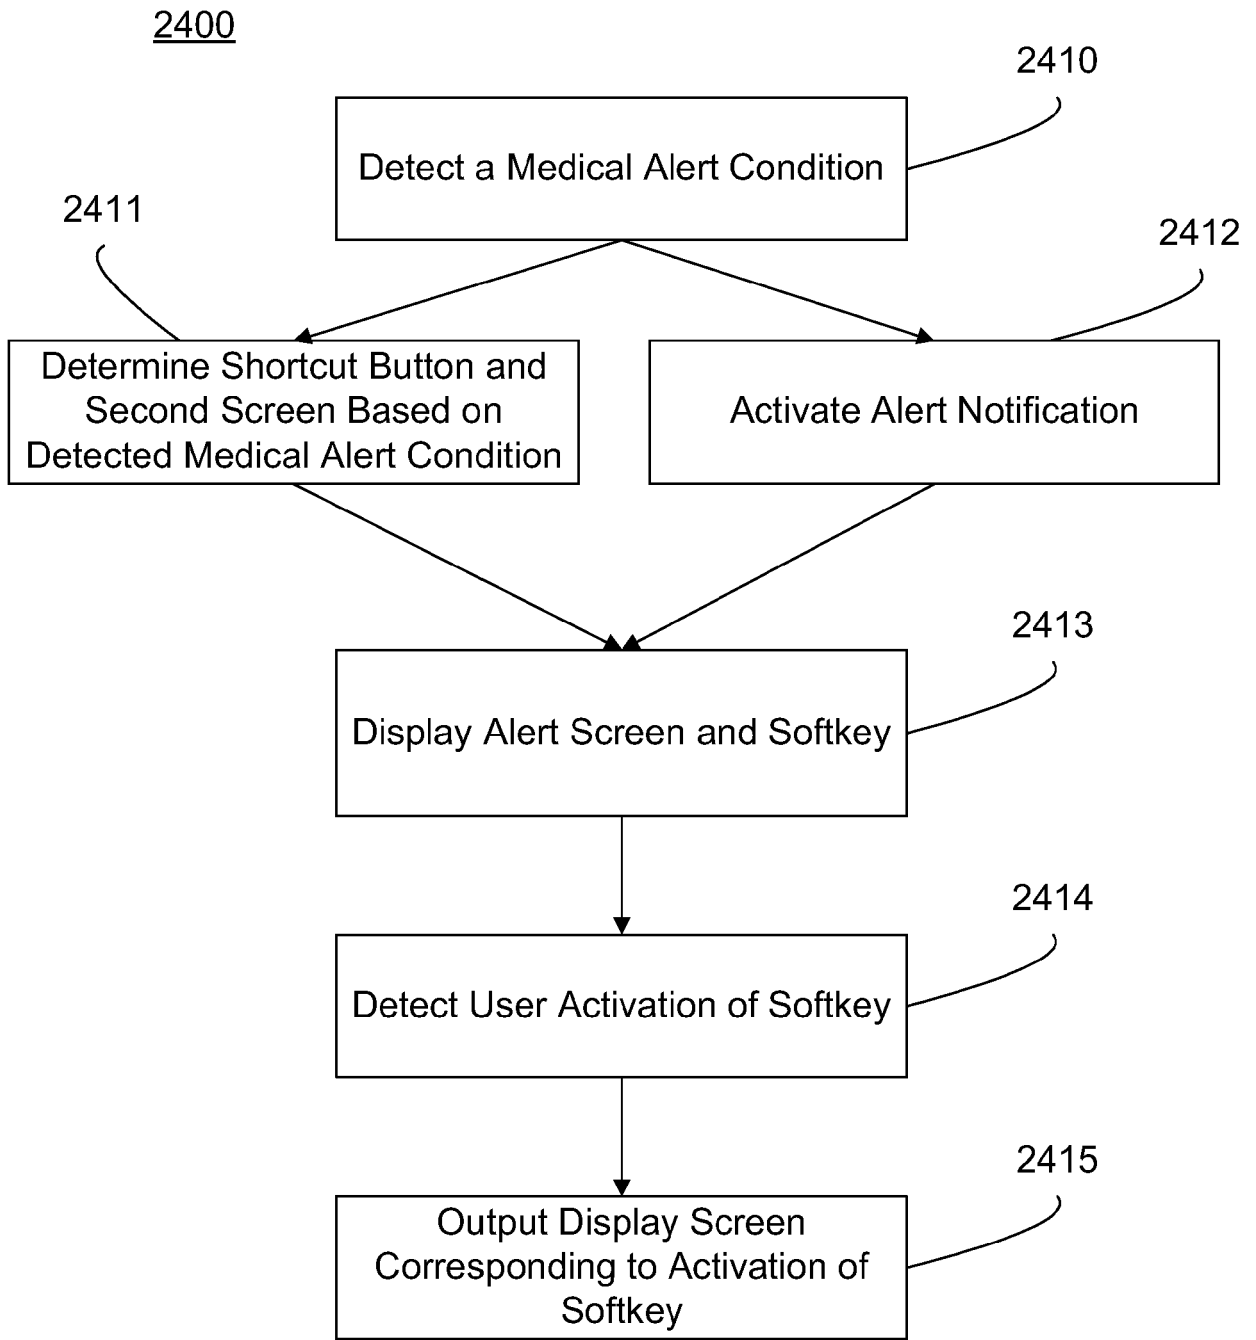 2400
2410
Detect a Medical Alert Condition
2411
2412
Determine Shortcut Button and
Second Screen Based on
Detected Medical Alert Condition
Activate Alert Notification
2413
Display Alert Screen and Softkey
2414
Detect User Activation of Softkey
2415
Output Display Screen
Corresponding to Activation of
Softkey